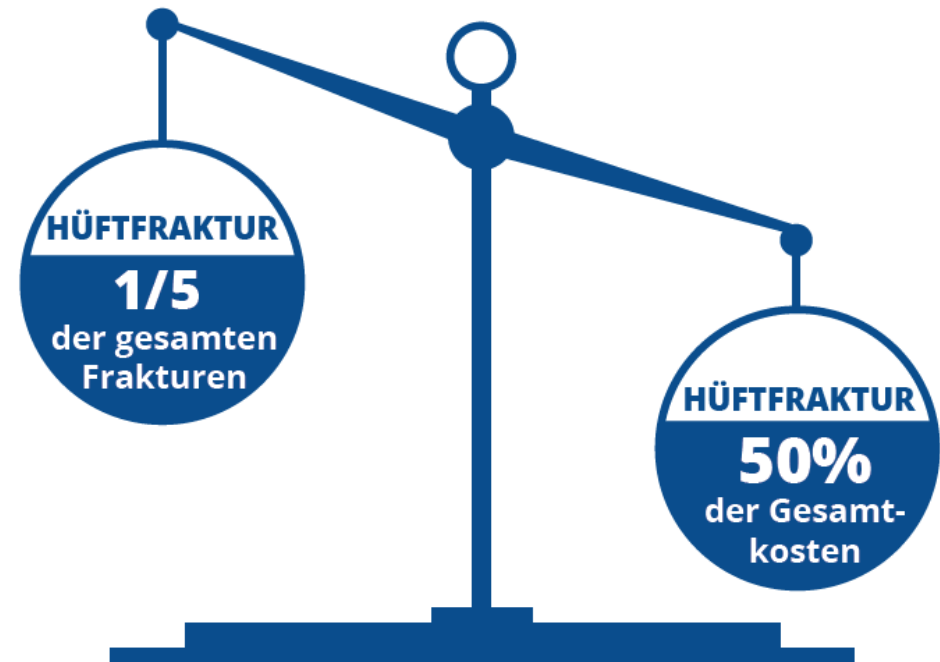 HÜFTFRAKTUR
1/5
der gesamten
Frakturen
HÜFTFRAKTUR
50%
der Gesamt-
kosten